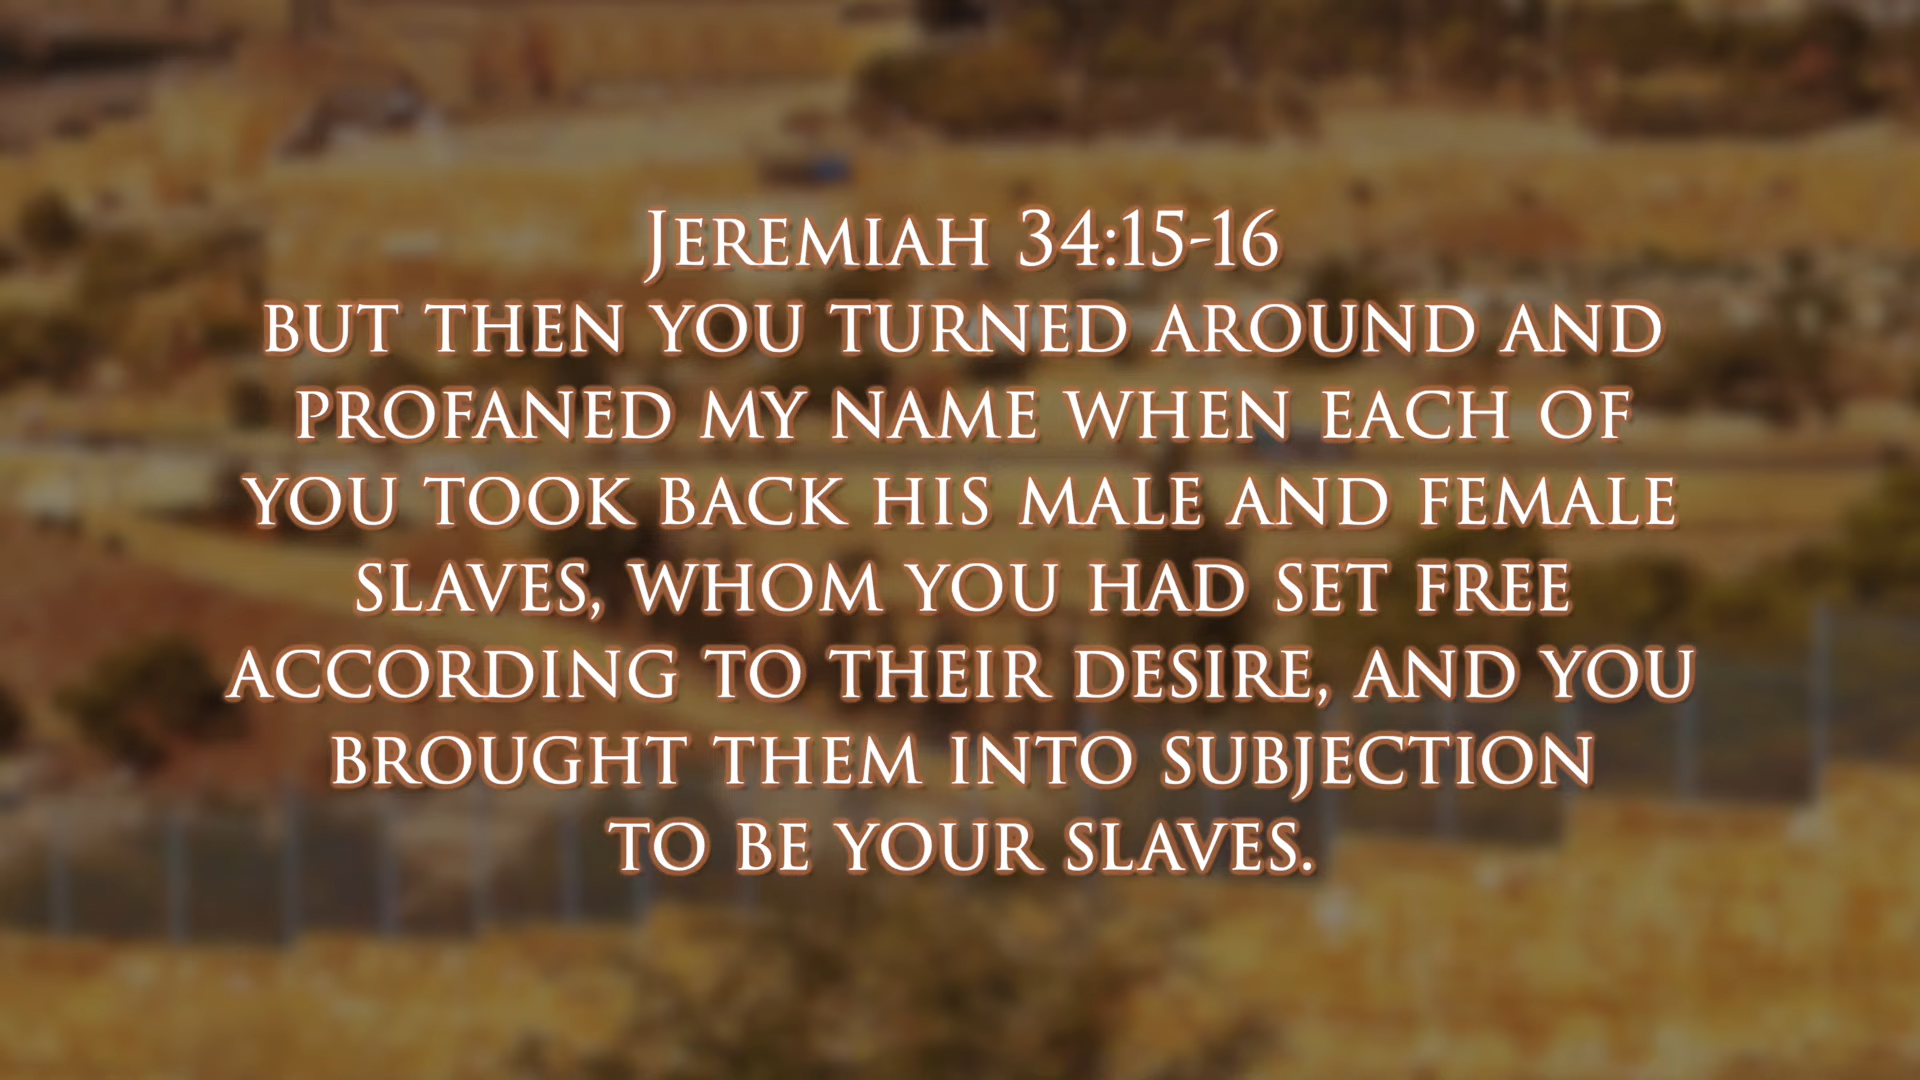 Jeremiah 34:15-16
but then you turned around and
profaned my name when each of
you took back his male and female
slaves, whom you had set free
according to their desire, and you
brought them into subjection
to be your slaves.